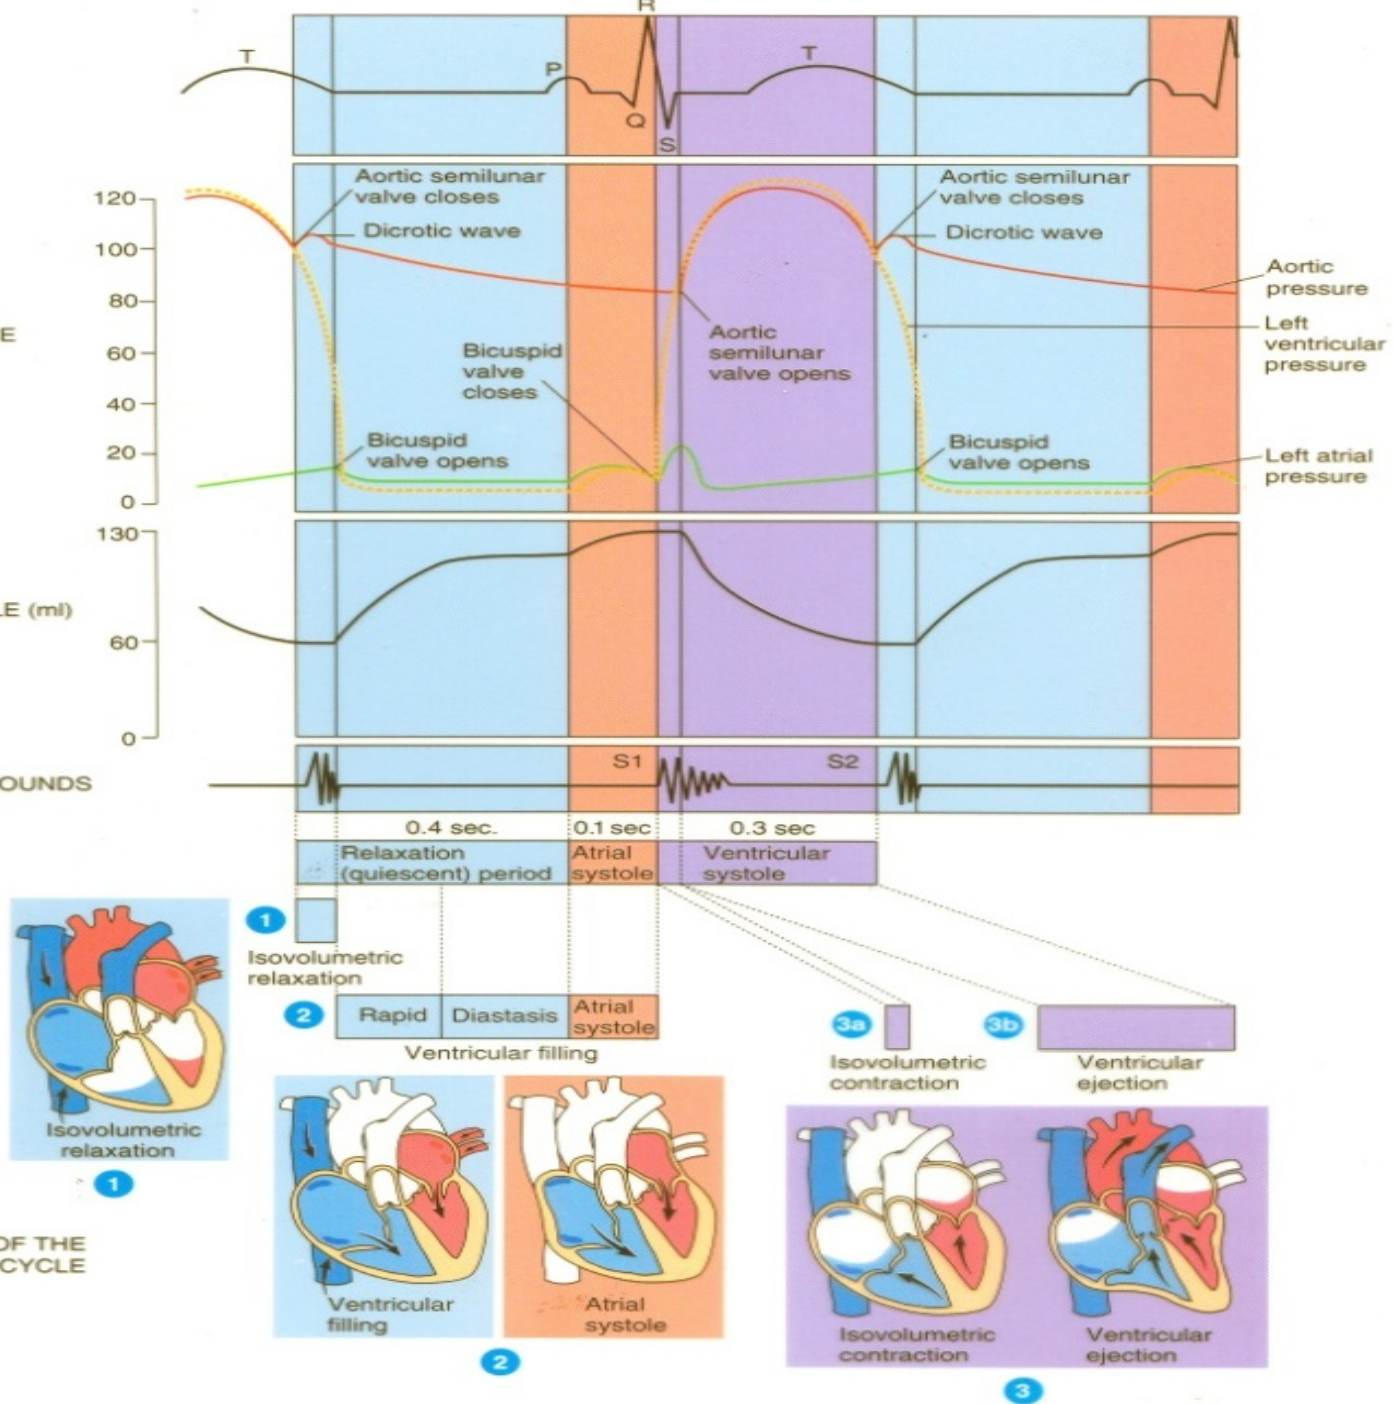 R
T
P
T
Q
S
Aortic semilunar
valve closes
Aortic semilunar
valve closes
120
Dicrotic wave
Dicrotic wave
100
Aortic
pressure
80
Aortic
semilunar
valve opens
Left
ventricular
pressure
E
60
Bicuspid
valve
closes
40
Bicuspid
valve opens
Bicuspid
valve opens
20
Left atrial
pressure
0
130
LE (ml)
60
0
S1
S2
OUNDS
0.4 sec.
0.1 sec
0.3 sec
Relaxation
(quiescent) period
Atrial
systole
Ventricular
systole
1
Isovolumetric
relaxation
2
Rapid
Diastasis
Atrial
systole
3a
3b
Ventricular filling
Isovolumetric
contraction
Ventricular
ejection
Isovolumetric
relaxation
1
OF THE
CYCLE
Ventricular
filling
Atrial
systole
2
Isovolumetric
contraction
Ventricular
ejection
3